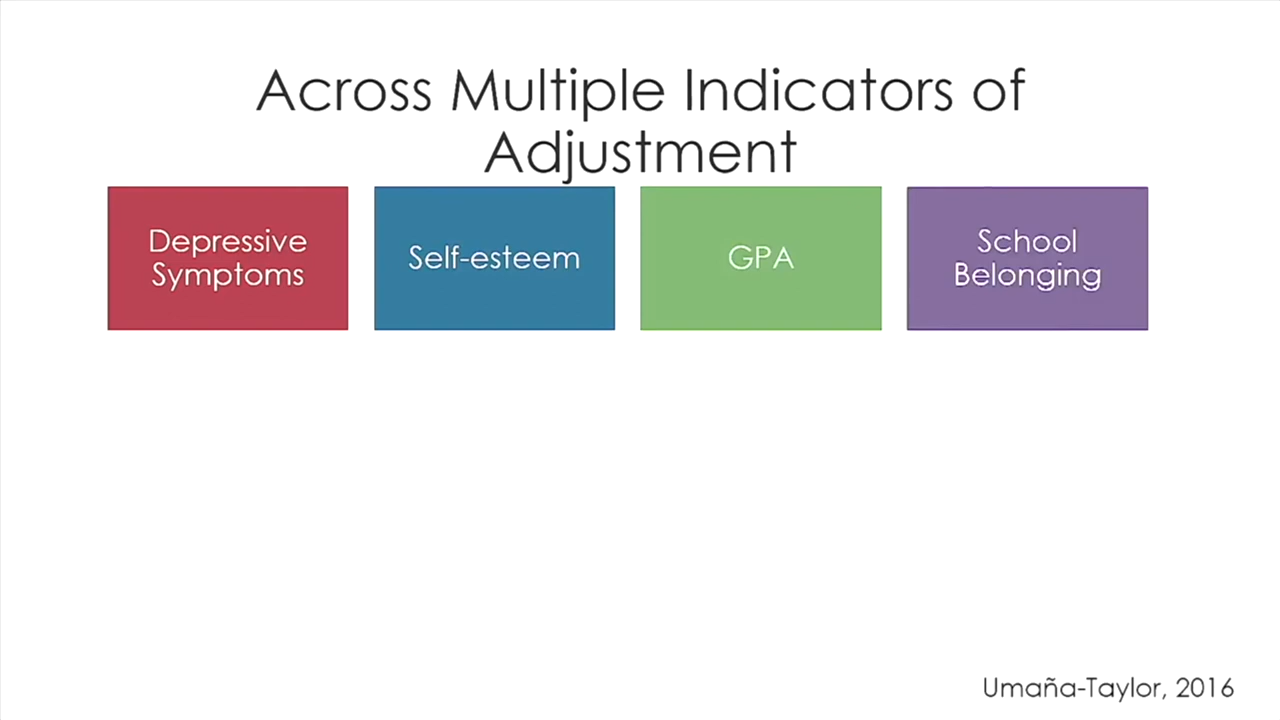 Across Multiple Indicators of
Adjustment
Depressive
Symptoms
Self-esteem
GPA
School
Belonging
Umaña-Taylor, 2016